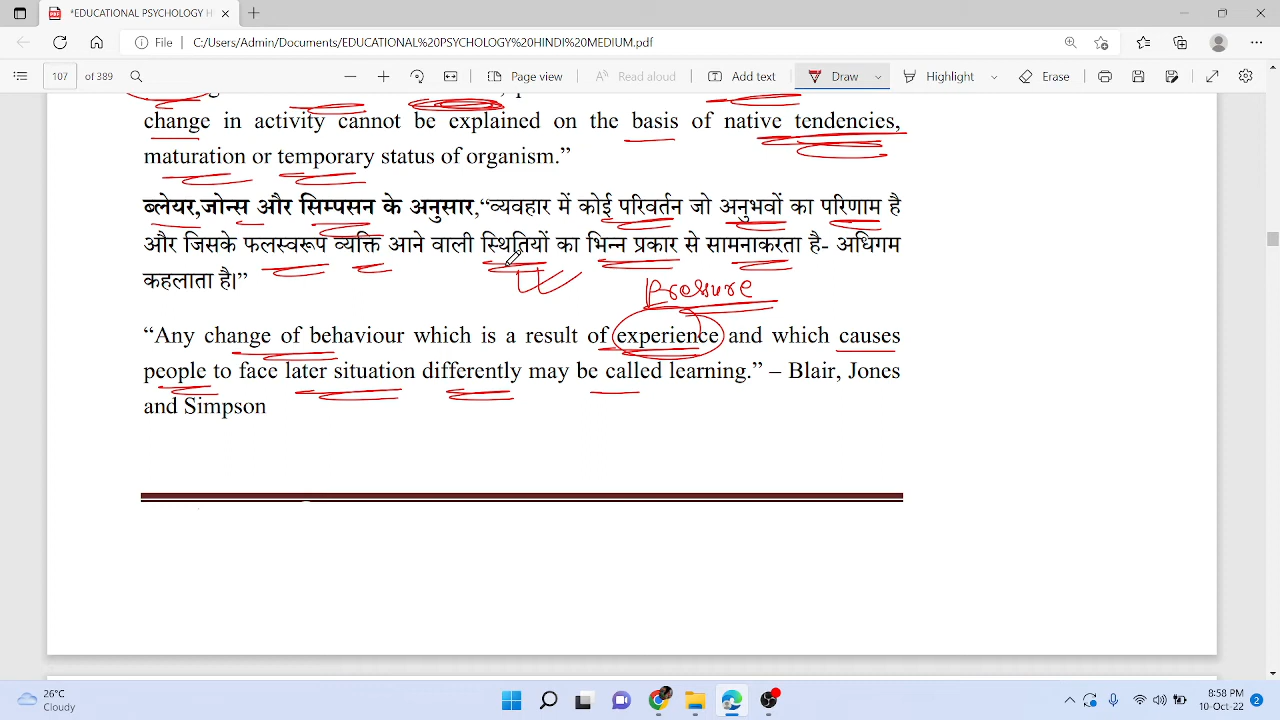 *EDUCATIONAL PSYCHOLOGY H
File C:/Users/Admin/Documents/EDUCATIONAL%20PSYCHOLOGY%20HINDI%20MEDIUM.pdf
107 of 389 Page view Read aloud Add text Draw Highlight Erase
change in activity cannot be explained on the basis of native tendencies,
maturation or temporary status of organism.”
ब्लेयर,जोन्स और सिम्पसन के अनुसार,“व्यवहार में कोई परिवर्तन जो अनुभवों का परिणाम है
और जिसके फलस्वरूप व्यक्ति आने वाली स्थितियों का भिन्न प्रकार से सामनाकरता है- अधिगम
कहलाता है।”
“Any change of behaviour which is a result of experience and which causes
people to face later situation differently may be called learning.” – Blair, Jones
and Simpson
26°C
Cloudy
8:58 PM
10-Oct-22
2